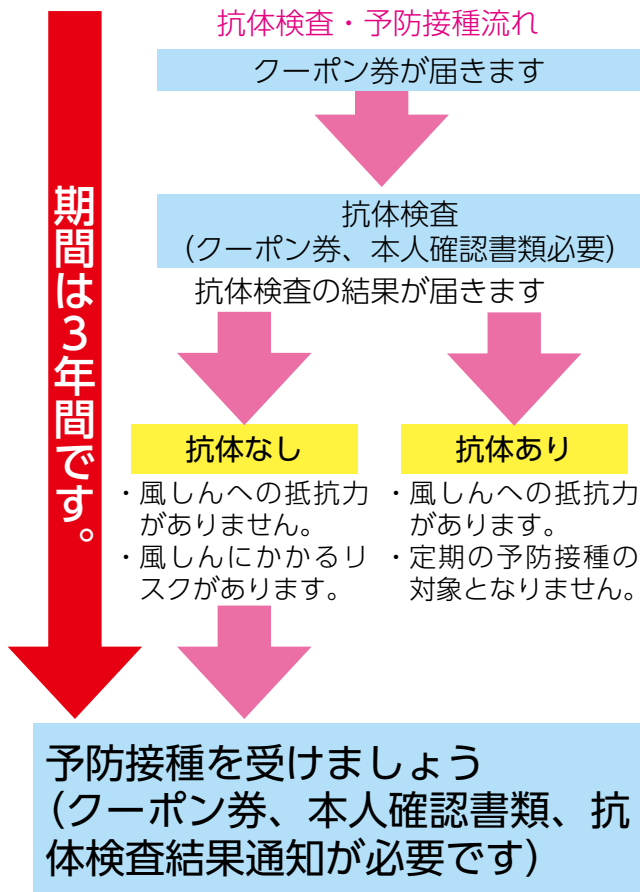 抗体検査・予防接種流れ
クーポン券が届きます
期間は3年間です。
抗体検査
（クーポン券、本人確認書類必要）
抗体検査の結果が届きます
抗体なし
・風しんへの抵抗力
がありません。
・風しんにかかるリ
スクがあります。
抗体あり
・風しんへの抵抗力
があります。
・定期の予防接種の
対象となりません。
予防接種を受けましょう
（クーポン券、本人確認書類、抗
体検査結果通知が必要です）